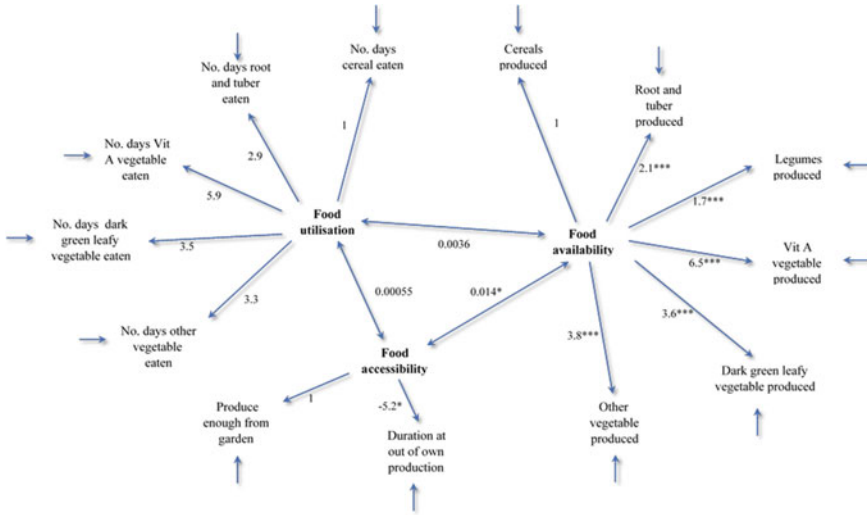 No. days root
and tuber
eaten
No. days
cereal eaten
Cereals
produced
Root and
tuber
produced
2.9
1
1
2.1***
No. days Vit
A vegetable
eaten
5.9
Legumes
produced
1.7***
Food
utilisation
Food
availability
0.0036
No. days dark
green leafy
vegetable eaten
3.5
Vit A
vegetable
produced
6.5***
3.3
0.00055
0.014*
3.8***
3.6***
No. days other
vegetable
eaten
Food
accessibility
Dark green leafy
vegetable produced
1
-5.2*
Produce
enough from
garden
Duration at
out of own
production
Other
vegetable
produced